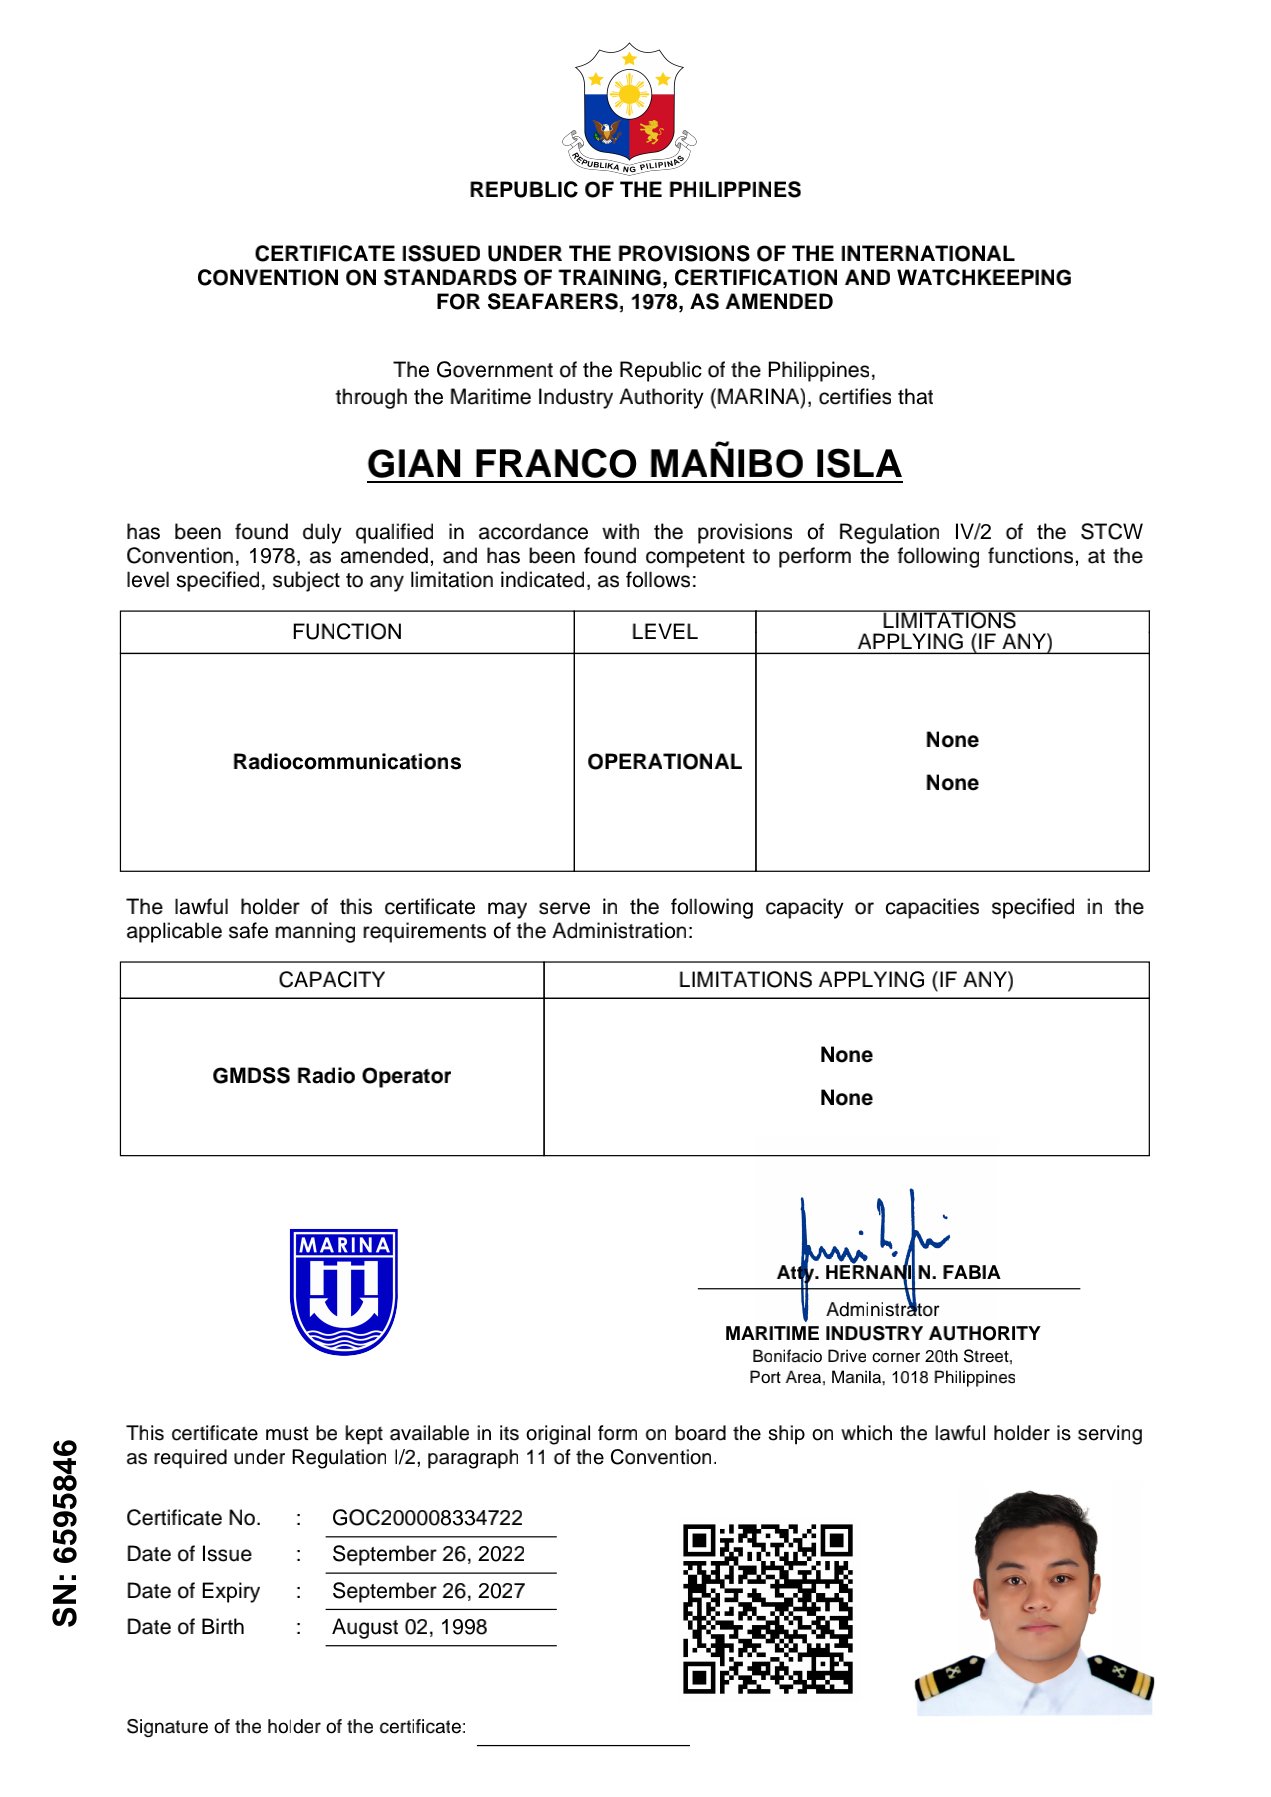 REPUBLIKA NG PILIPINAS
REPUBLIC OF THE PHILIPPINES
CERTIFICATE ISSUED UNDER THE PROVISIONS OF THE INTERNATIONAL
CONVENTION ON STANDARDS OF TRAINING, CERTIFICATION AND WATCHKEEPING
FOR SEAFARERS, 1978, AS AMENDED
The Government of the Republic of the Philippines,
through the Maritime Industry Authority (MARINA), certifies that
GIAN FRANCO MAÑIBO ISLA
has been found duly qualified in accordance with the provisions of Regulation IV/2 of the STCW
Convention, 1978, as amended, and has been found competent to perform the following functions, at the
level specified, subject to any limitation indicated, as follows:
FUNCTION LEVEL LIMITATIONS
APPLYING (IF ANY)
Radiocommunications OPERATIONAL None
None
The lawful holder of this certificate may serve in the following capacity or capacities specified in the
applicable safe manning requirements of the Administration:
CAPACITY LIMITATIONS APPLYING (IF ANY)
GMDSS Radio Operator None
None
MARINA
Atty. HERNANI N. FABIA
Administrator
MARITIME INDUSTRY AUTHORITY
Bonifacio Drive corner 20th Street,
Port Area, Manila, 1018 Philippines
This certificate must be kept available in its original form on board the ship on which the lawful holder is serving
as required under Regulation I/2, paragraph 11 of the Convention.
SN: 6595846
Certificate No. : GOC200008334722
Date of Issue : September 26, 2022
Date of Expiry : September 26, 2027
Date of Birth : August 02, 1998
Signature of the holder of the certificate: